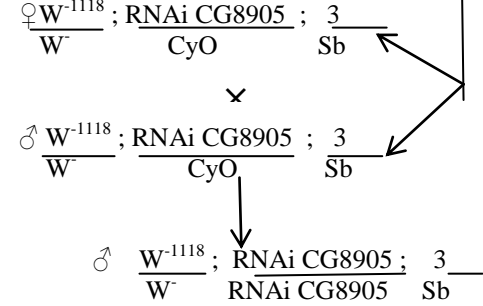 ♀W-1118 ; RNAi CG8905 ; 3
W- CyO Sb
×
♂ W-1118 ; RNAi CG8905 ; 3
W- CyO Sb
♂ W-1118 ; RNAi CG8905 ; 3
W- RNAi CG8905 Sb